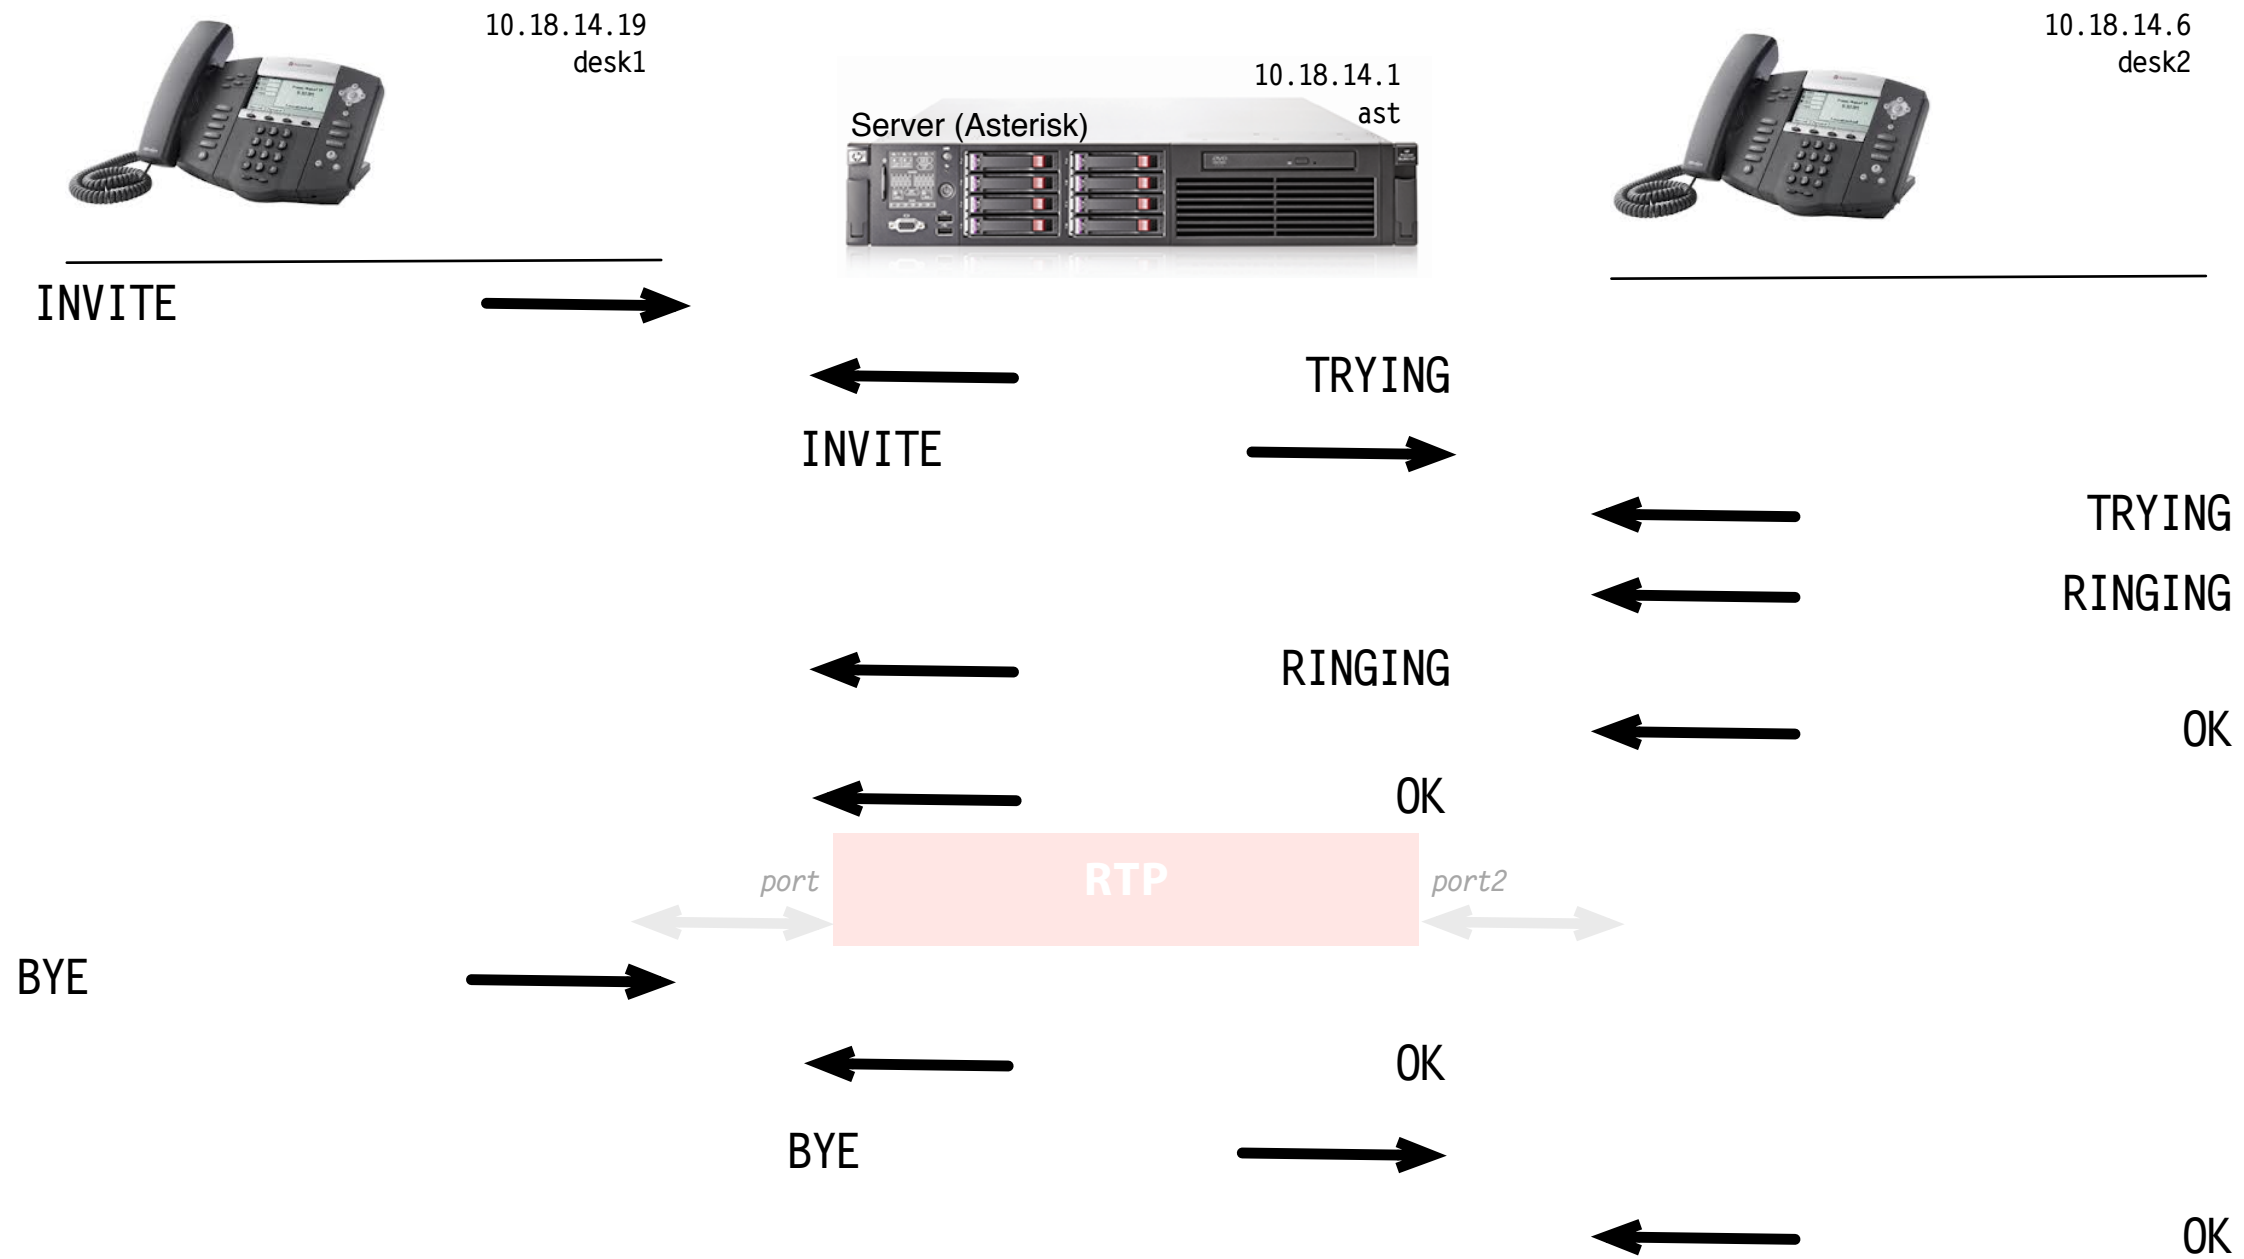 10.18.14.19
desk1
10.18.14.1
ast
Server (Asterisk)
10.18.14.6
desk2
INVITE
TRYING
INVITE
TRYING
RINGING
RINGING
OK
OK
port
RTP
port2
BYE
OK
BYE
OK